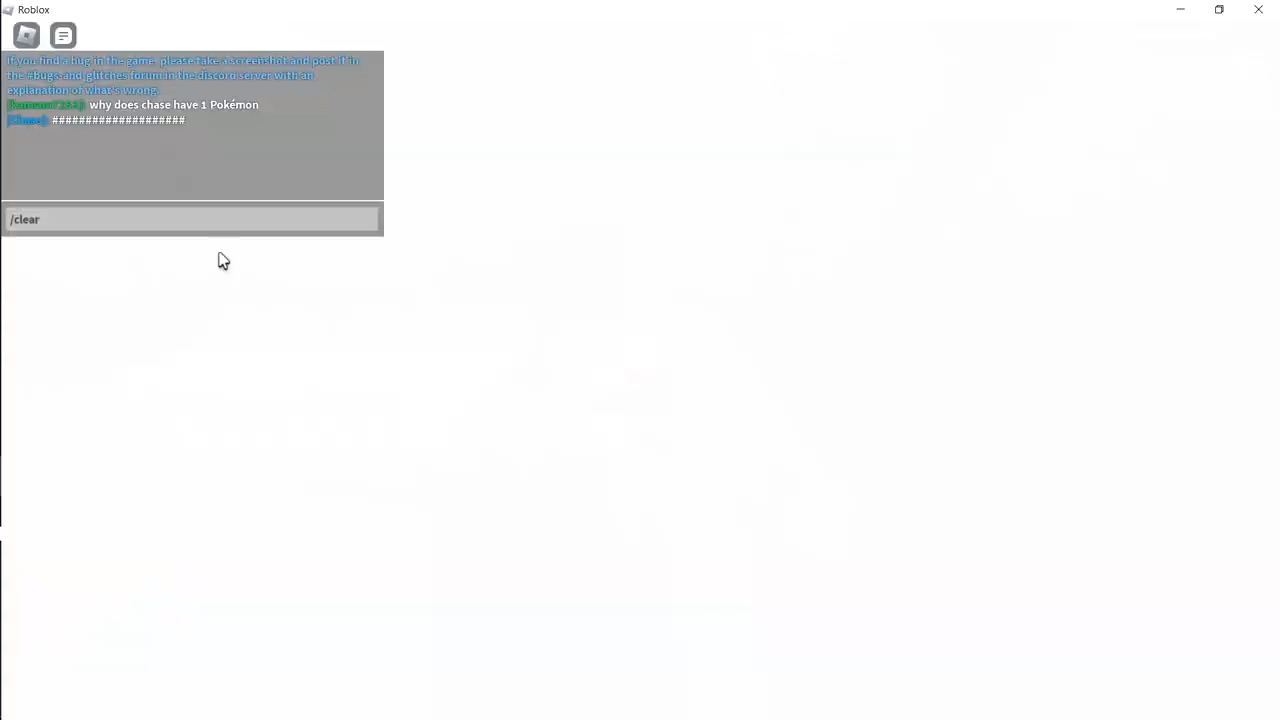 Roblox
If you find a bug in the game, please take a screenshot and post it in
the #bugs-and-glitches forum in the discord server with an
explanation of what's wrong.
why does chase have 1 Pokémon
[Chase]: ####################
/clear